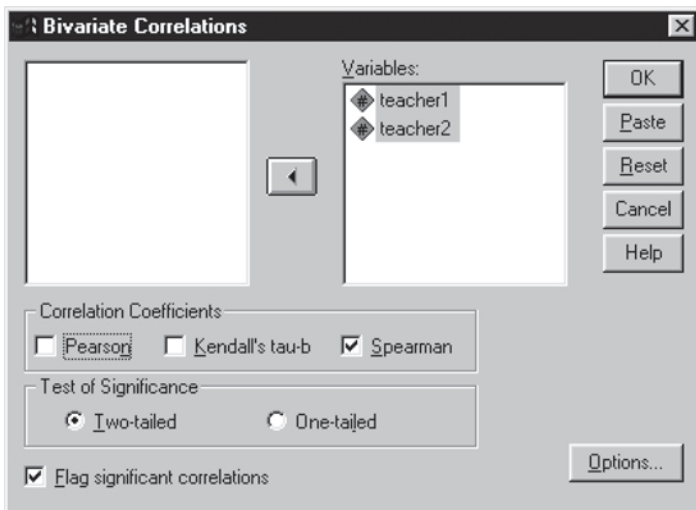 Bivariate Correlations
Variables:
teacher1
teacher2
OK
Paste
Reset
Cancel
Help
Correlation Coefficients
Pearson Kendall's tau-b Spearman
Test of Significance
Two-tailed One-tailed
Flag significant correlations
Options...